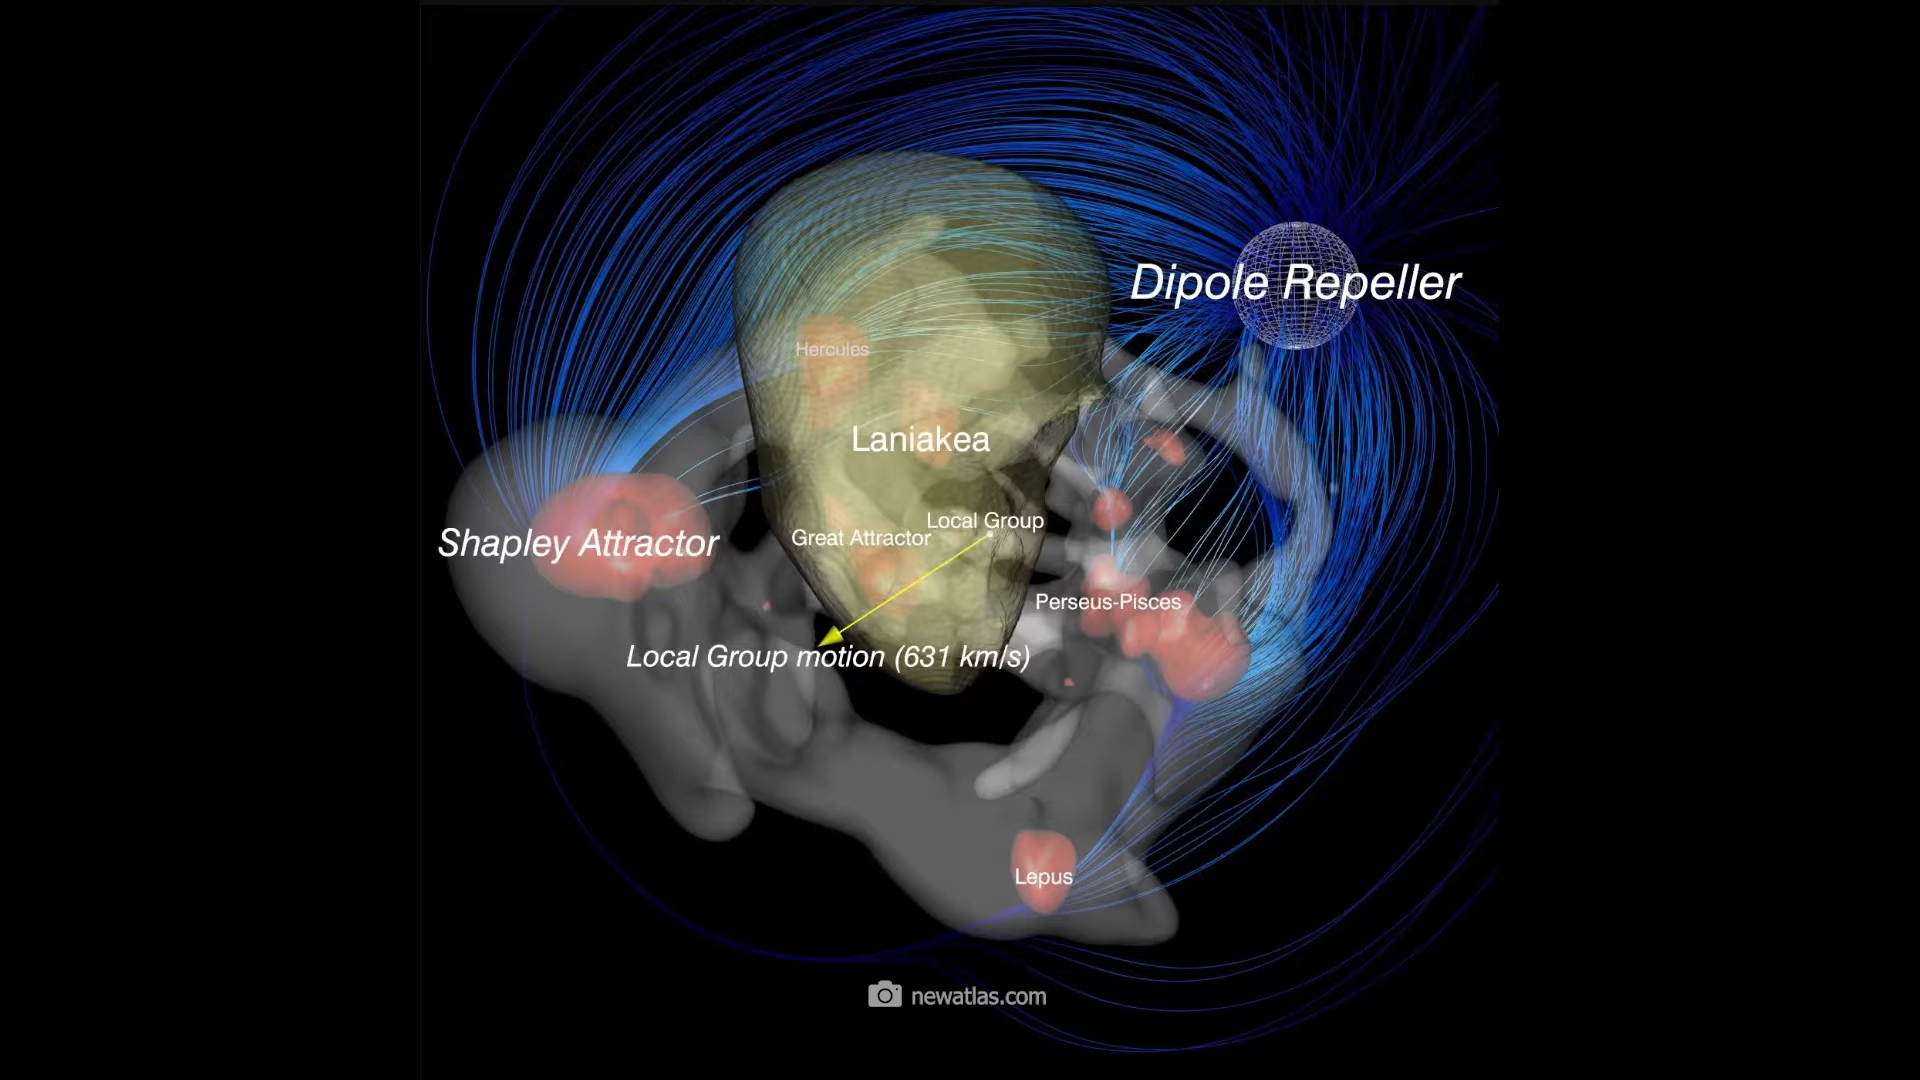 Dipole Repeller
Hercules
Laniakea
Local Group
Great Attractor
Shapley Attractor
Perseus-Pisces
Local Group motion (631 km/s)
Lepus
newatlas.com